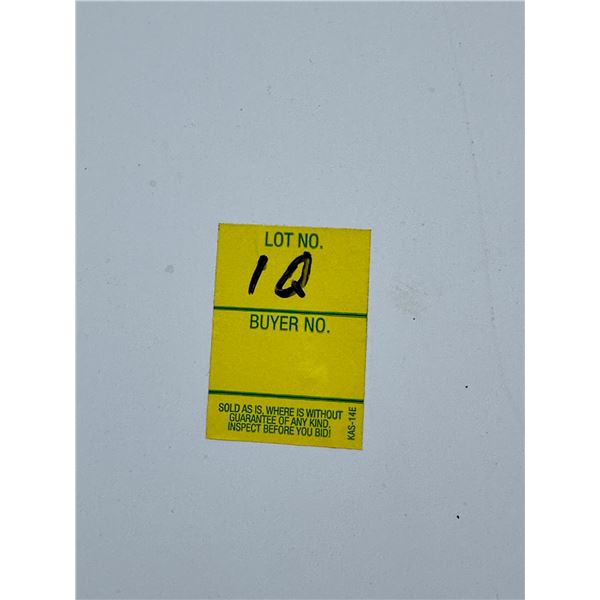 LOT NO.
1Q
BUYER NO.
SOLD AS IS, WHERE IS WITHOUT
GUARANTEE OF ANY KIND.
INSPECT BEFORE YOU BID!
KAS-14E